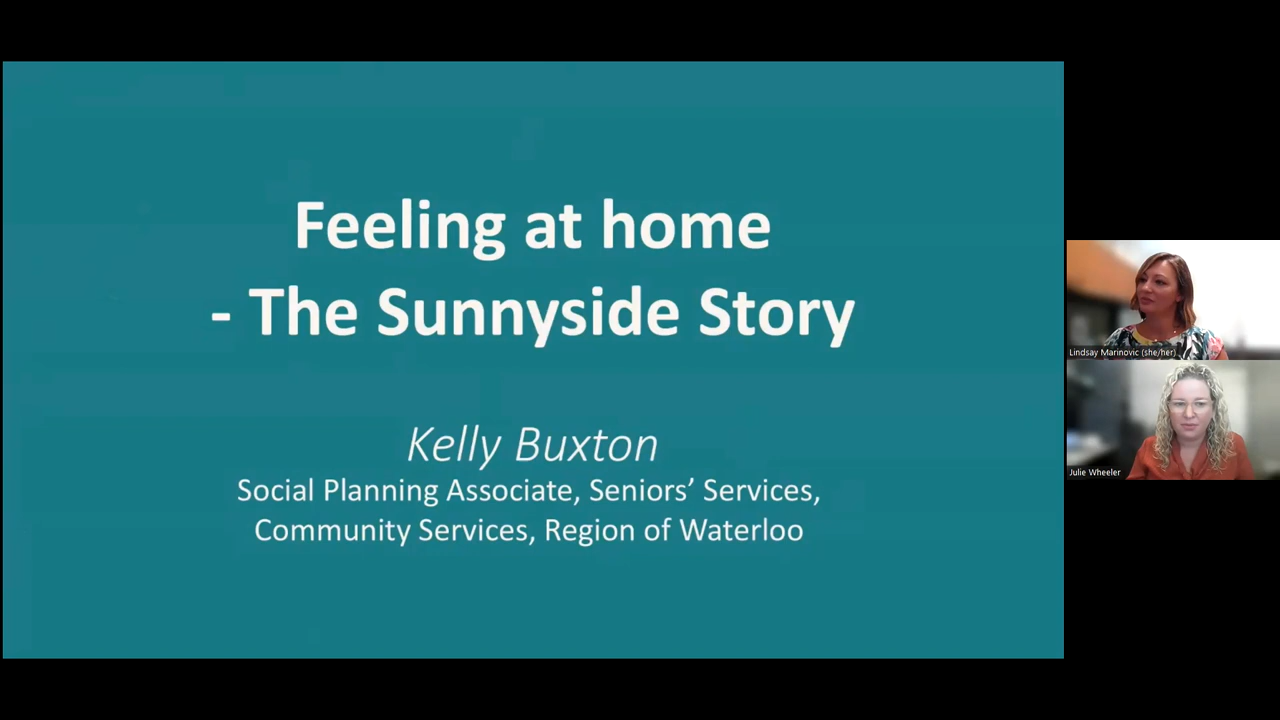 Feeling at home
- The Sunnyside Story
Kelly Buxton
Social Planning Associate, Seniors’ Services,
Community Services, Region of Waterloo
Lindsay Marinovic (she/her)
Julie Wheeler